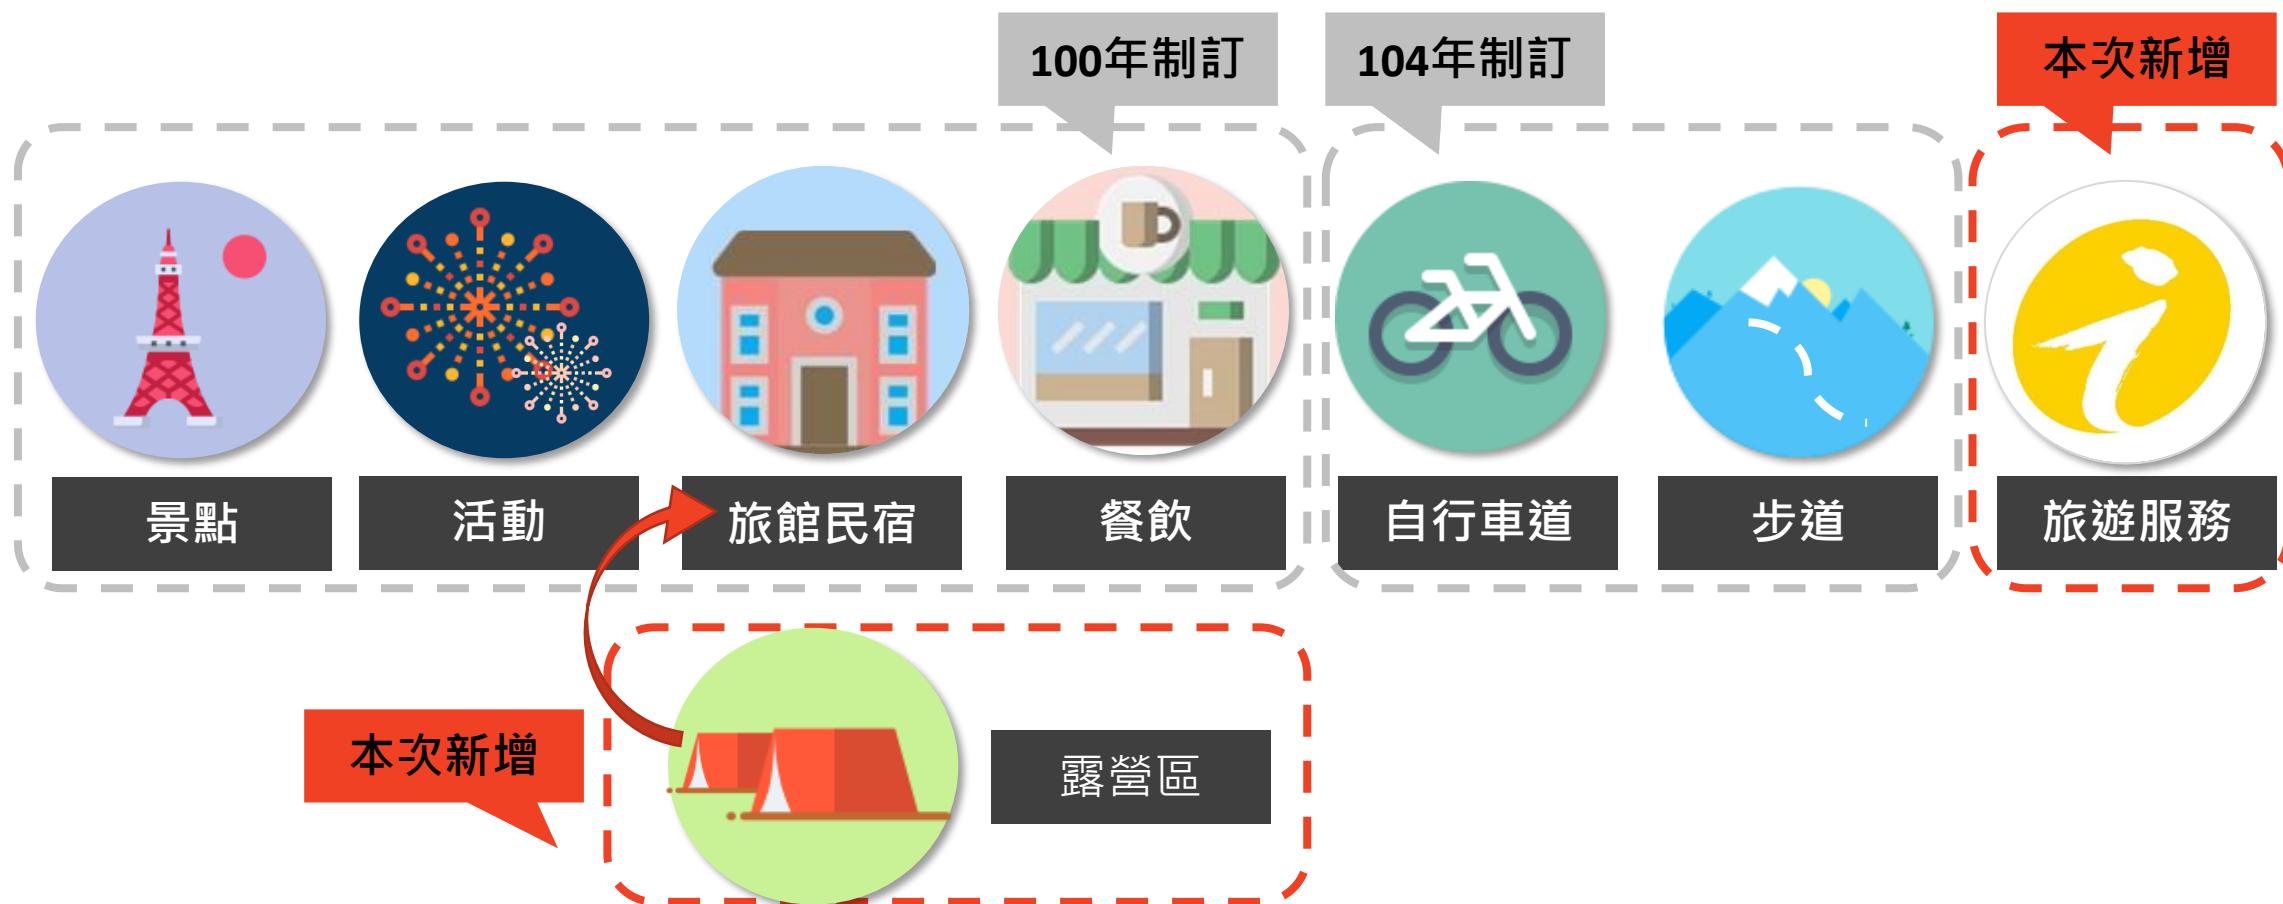 100年制訂
104年制訂
本次新增
景點
活動
旅館民宿
餐飲
自行車道
步道
旅遊服務
本次新增
露營區